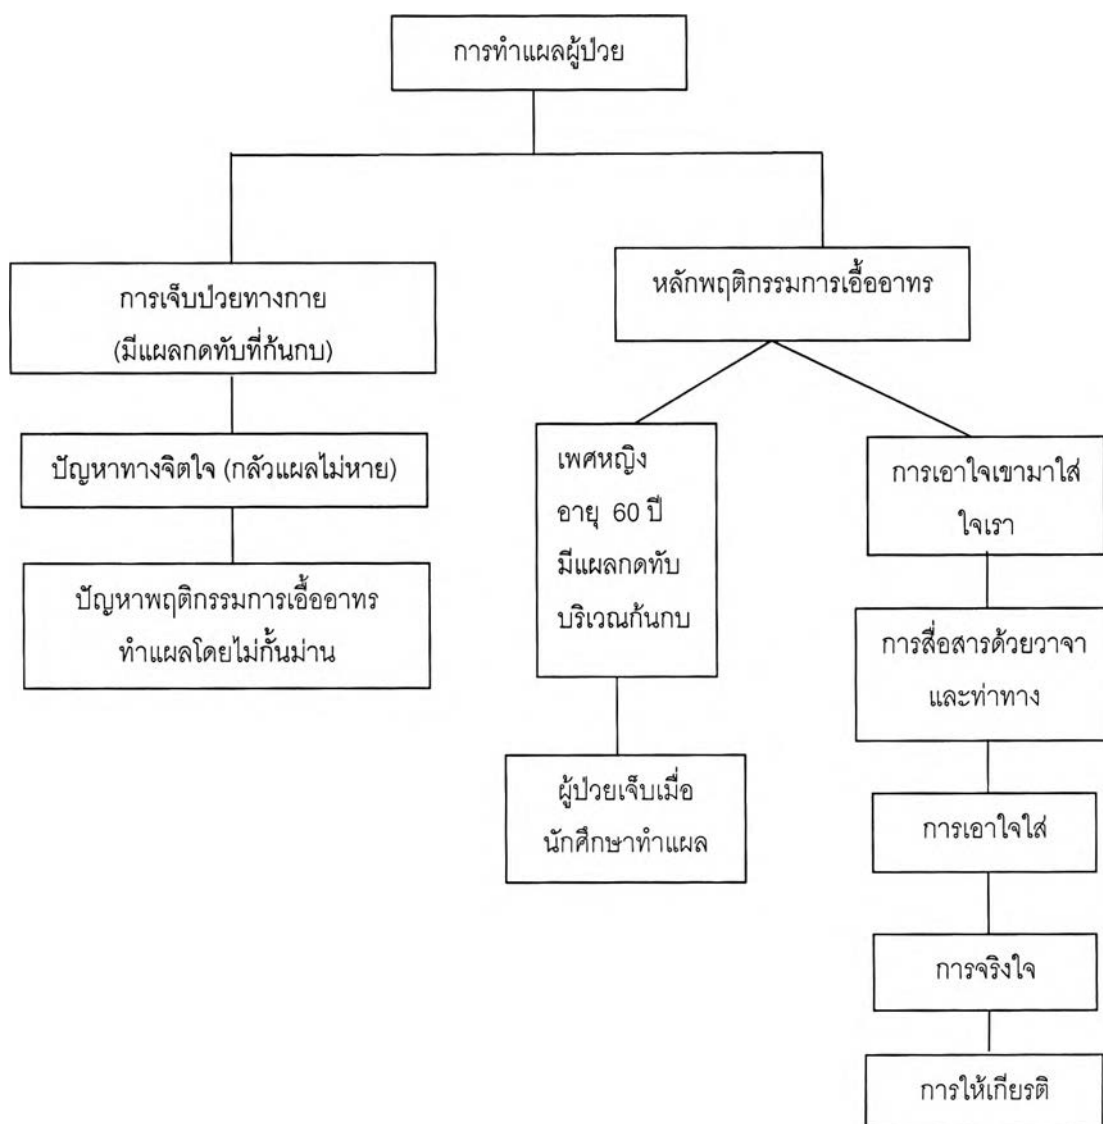 การทำแผลผู้ป่วย
การเจ็บป่วยทางกาย
(มีแผลกดทับที่ก้นกบ)
ปัญหาทางจิตใจ (กลัวแผลไม่หาย)
ปัญหาพฤติกรรมการเอื้ออาทร
ทำแผลโดยไม่กั้นม่าน
หลักพฤติกรรมการเอื้ออาทร
เพศหญิง
อายุ 60 ปี
มีแผลกดทับ
บริเวณก้นกบ
ผู้ป่วยเจ็บเมื่อ
นักศึกษาทำแผล
การเอาใจเขามาใส่
ใจเรา
การสื่อสารด้วยวาจา
และท่าทาง
การเอาใจใส่
การจริงใจ
การให้เกียรติ